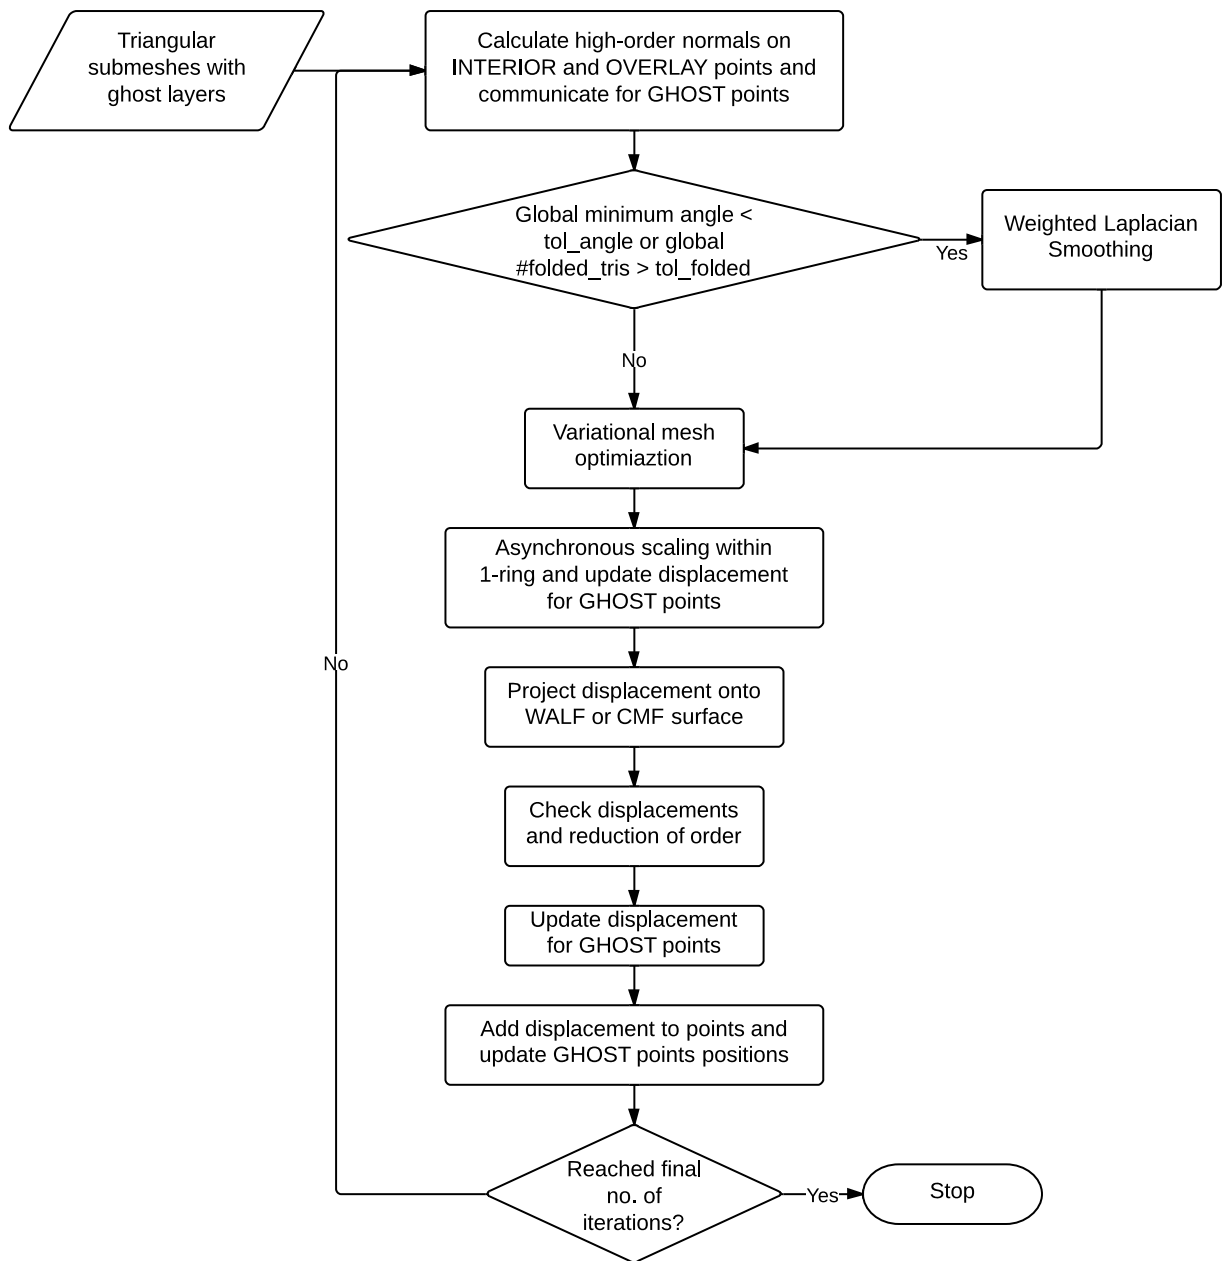 Triangular
submeshes with
ghost layers
Calculate high-order normals on
INTERIOR and OVERLAY points and
communicate for GHOST points
Global minimum angle <
tol_angle or global
#folded_tris > tol_folded
Yes
Weighted Laplacian
Smoothing
No
Variational mesh
optimiaztion
Asynchronous scaling within
1-ring and update displacement
for GHOST points
No
Project displacement onto
WALF or CMF surface
Check displacements
and reduction of order
Update displacement
for GHOST points
Add displacement to points and
update GHOST points positions
Reached final
no. of
iterations?
Yes
Stop